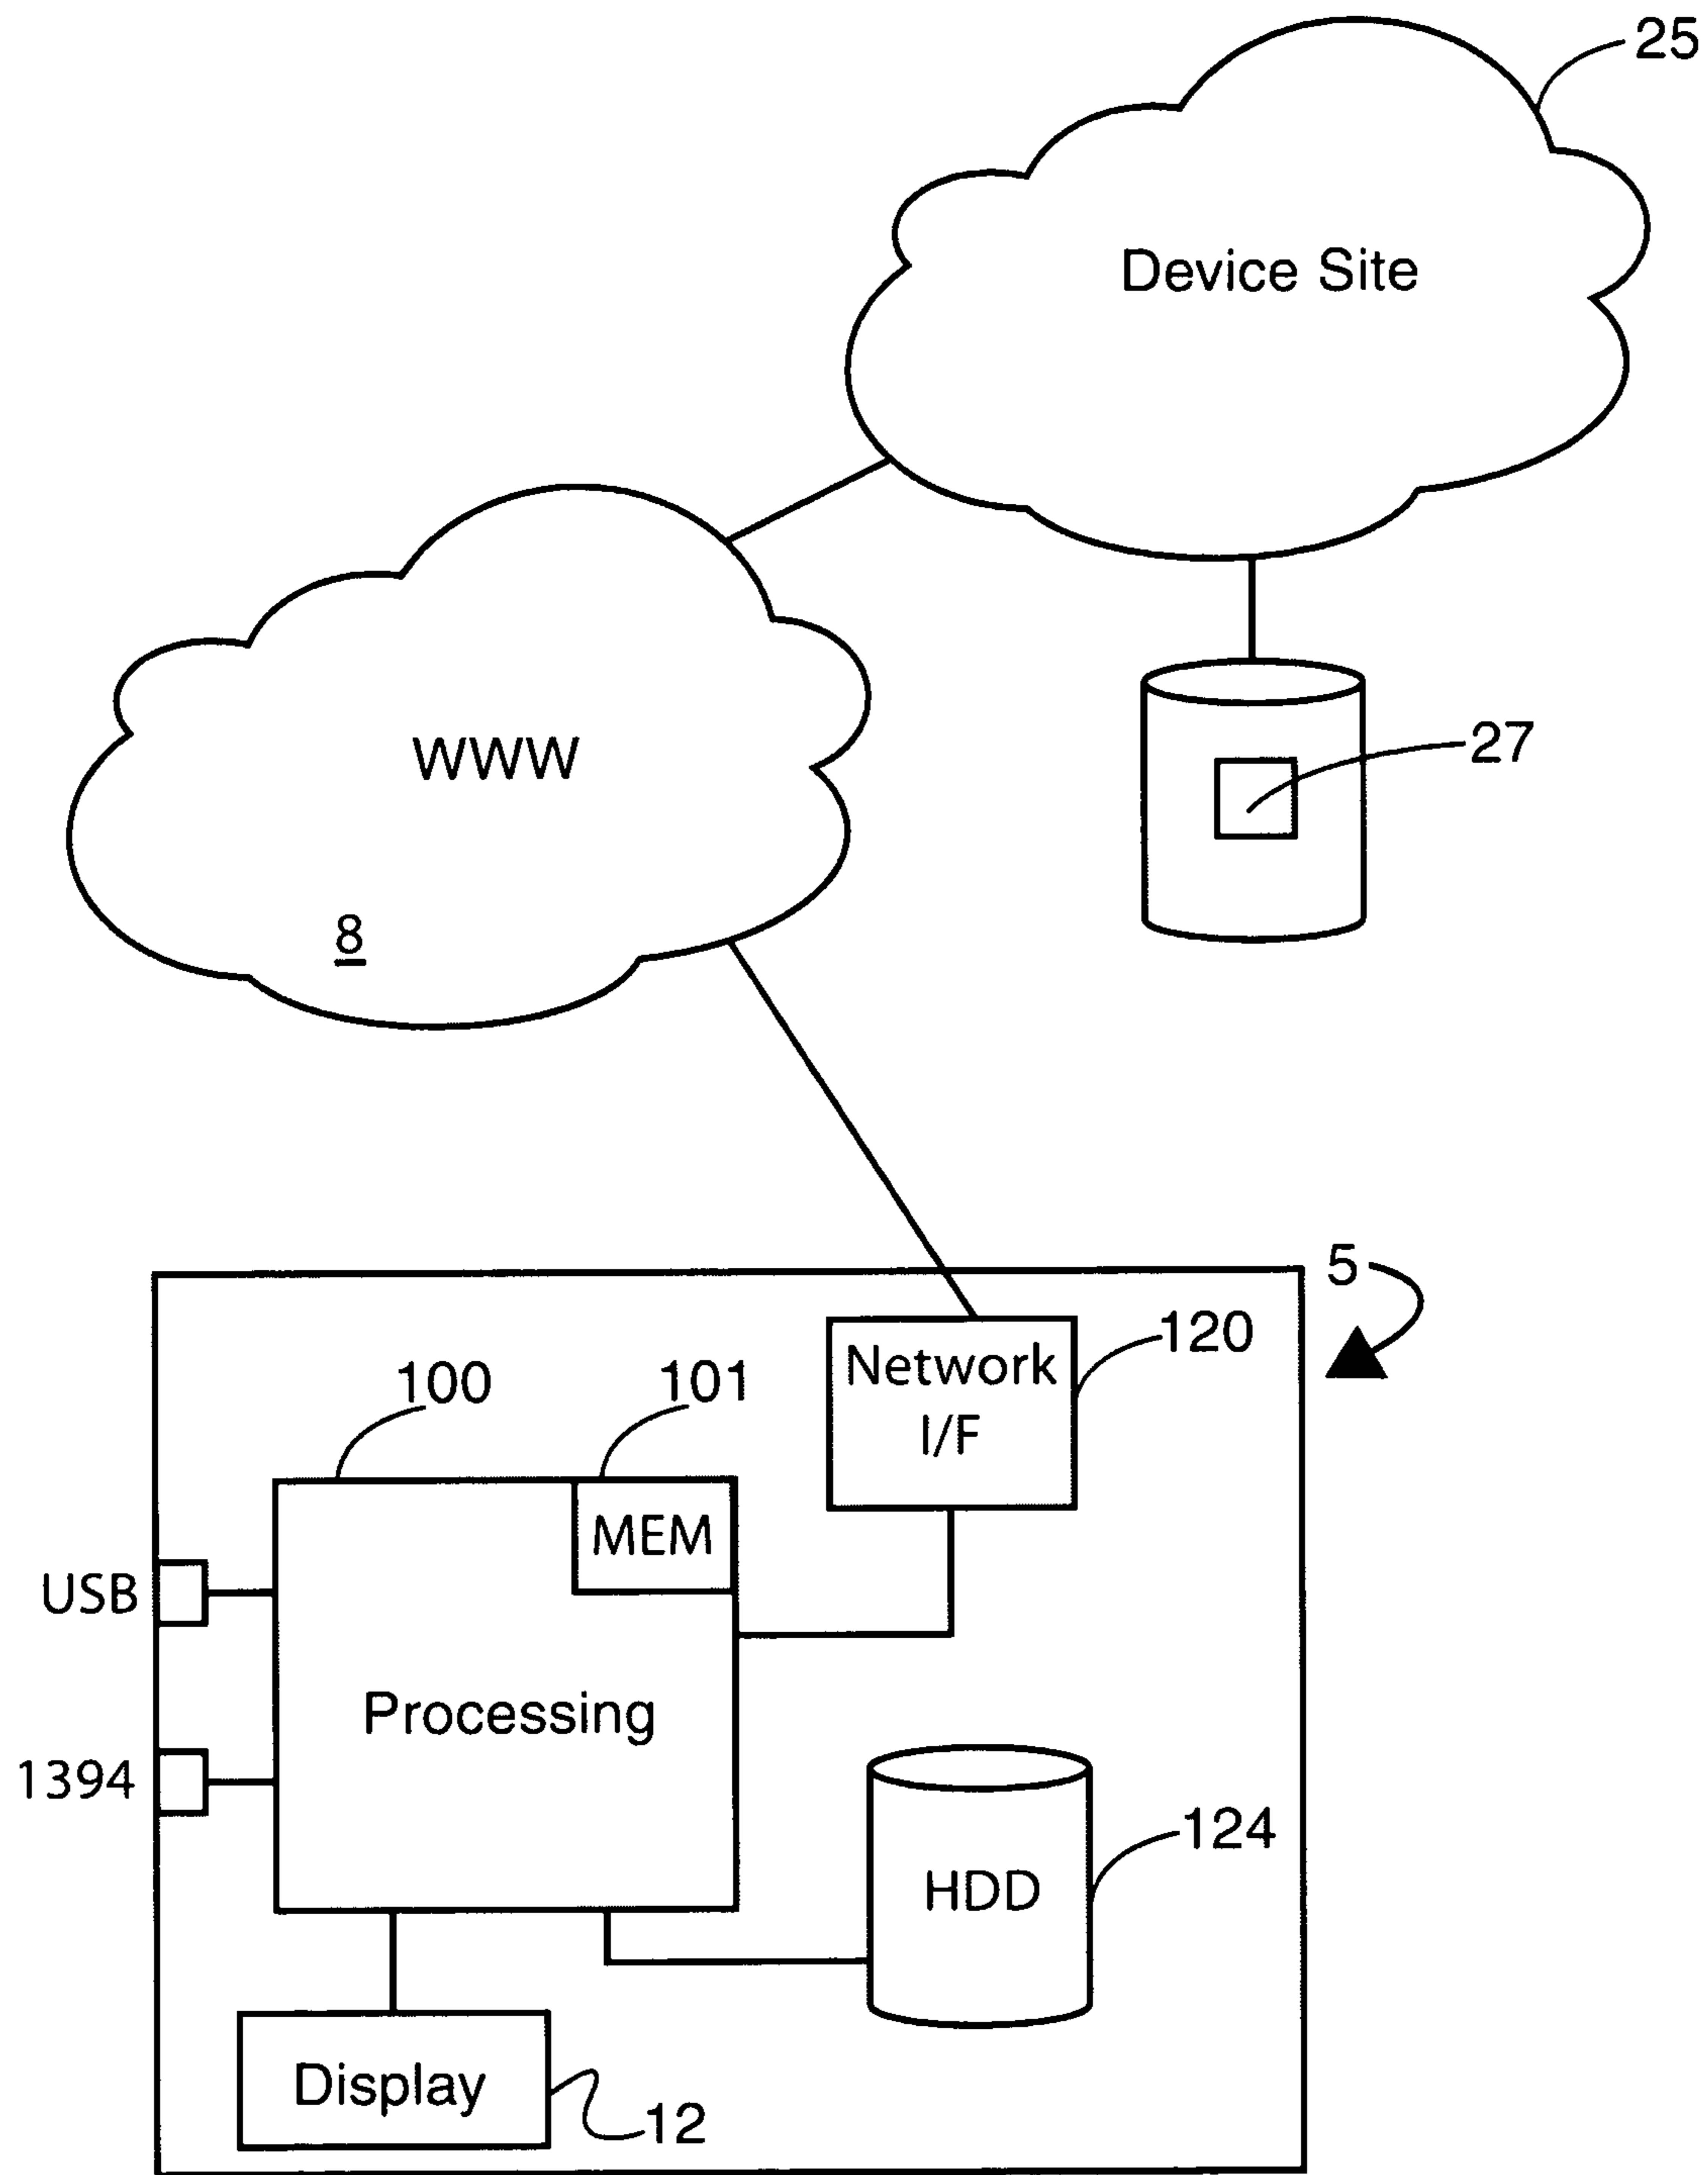 25
Device Site
WWW
27
8
5
120
Network
I/F
100
101
MEM
USB
Processing
1394
124
HDD
Display
12